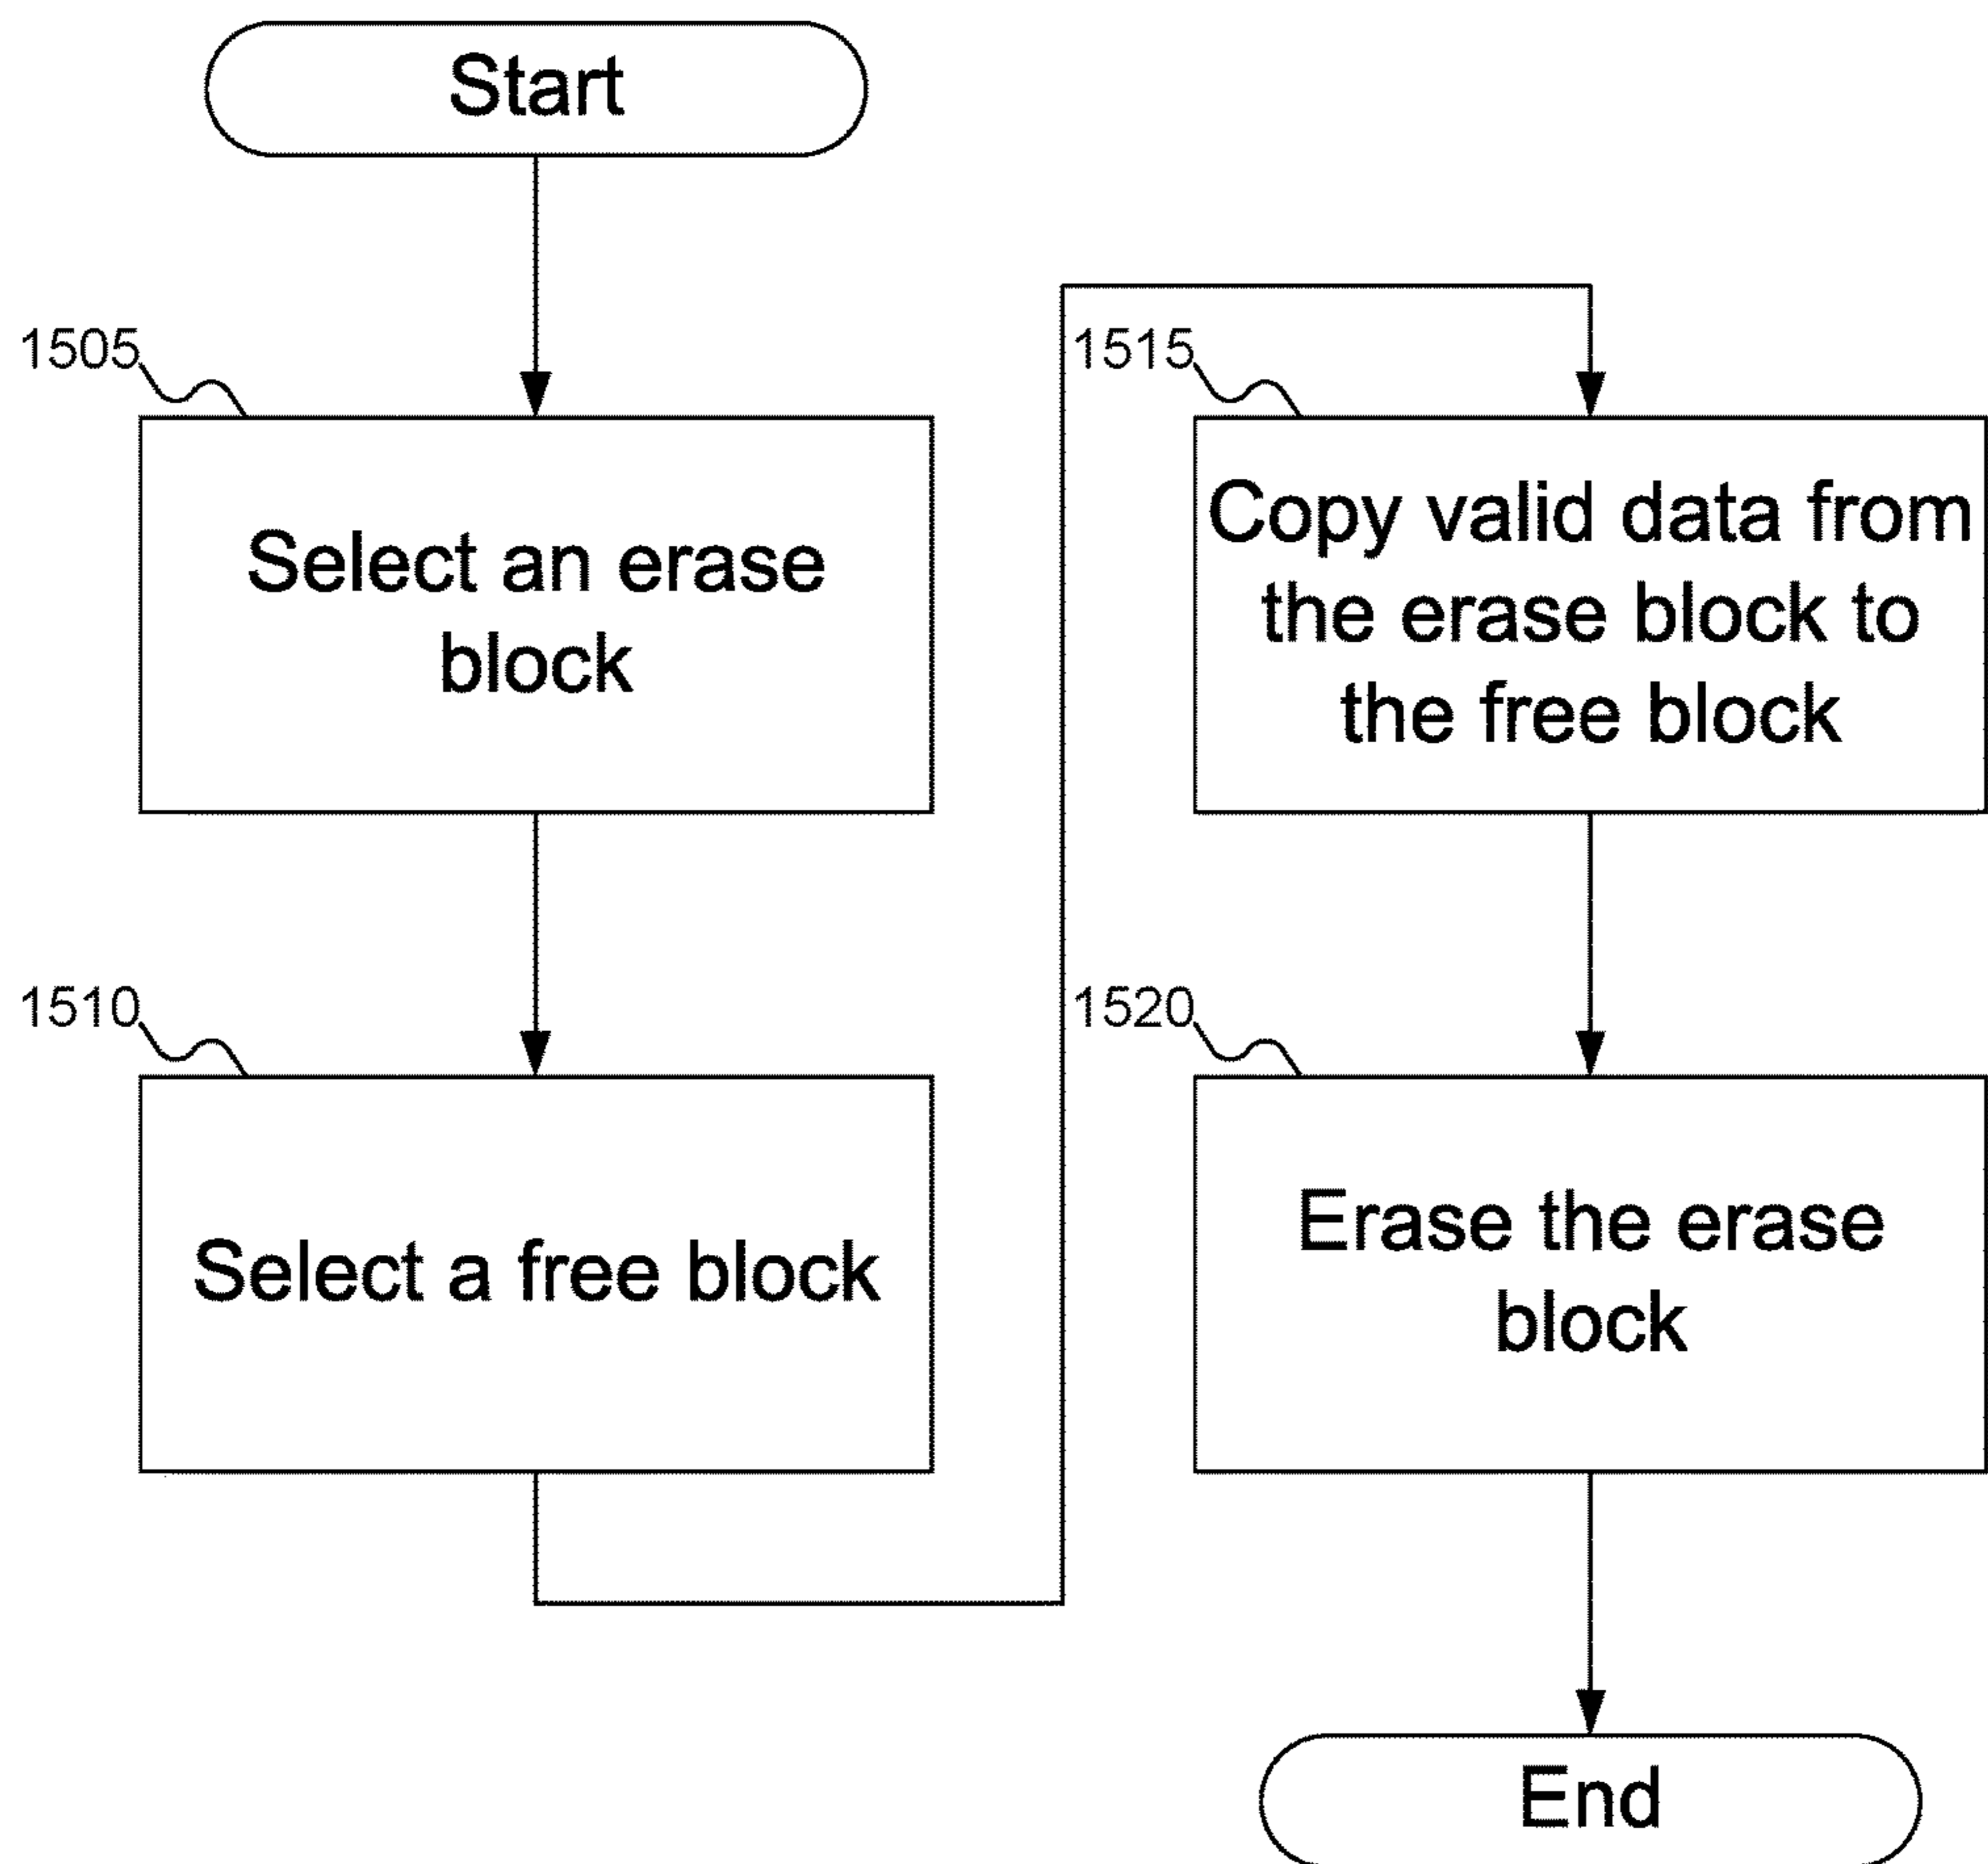 Start
1505
Select an erase
block
1510
Select a free block
1515
Copy valid data from
the erase block to
the free block
1520
Erase the erase
block
End